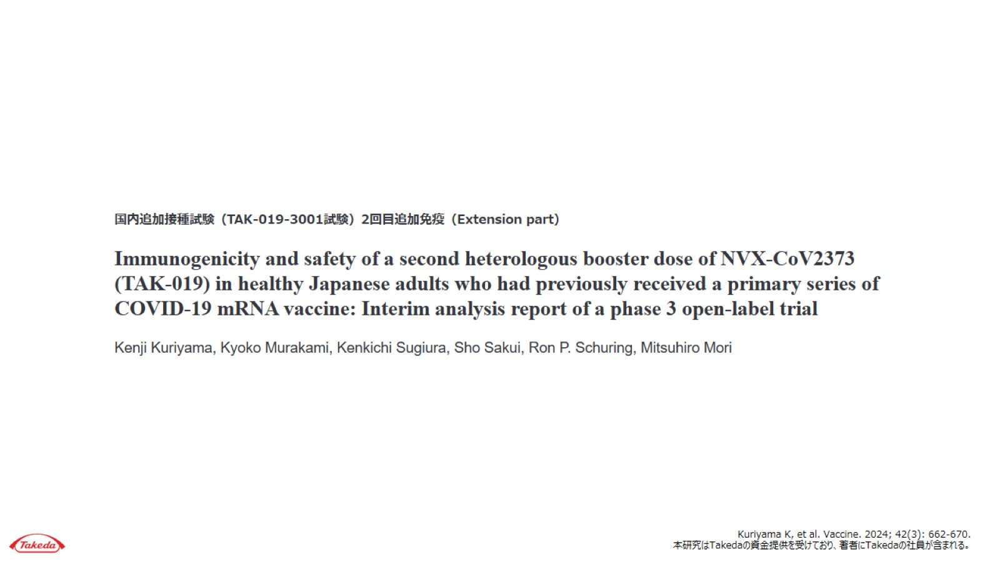 国内追加接種試験（TAK-019-3001試験）2回目追加免疫（Extension part）
Immunogenicity and safety of a second heterologous booster dose of NVX-CoV2373
(TAK-019) in healthy Japanese adults who had previously received a primary series of
COVID-19 mRNA vaccine: Interim analysis report of a phase 3 open-label trial
Kenji Kuriyama, Kyoko Murakami, Kenkichi Sugiura, Sho Sakui, Ron P. Schuring, Mitsuhiro Mori
Takeda
Kuriyama K, et al. Vaccine. 2024; 42(3): 662-670.
本研究はTakedaの資金提供を受けており、著者にTakedaの社員が含まれる。